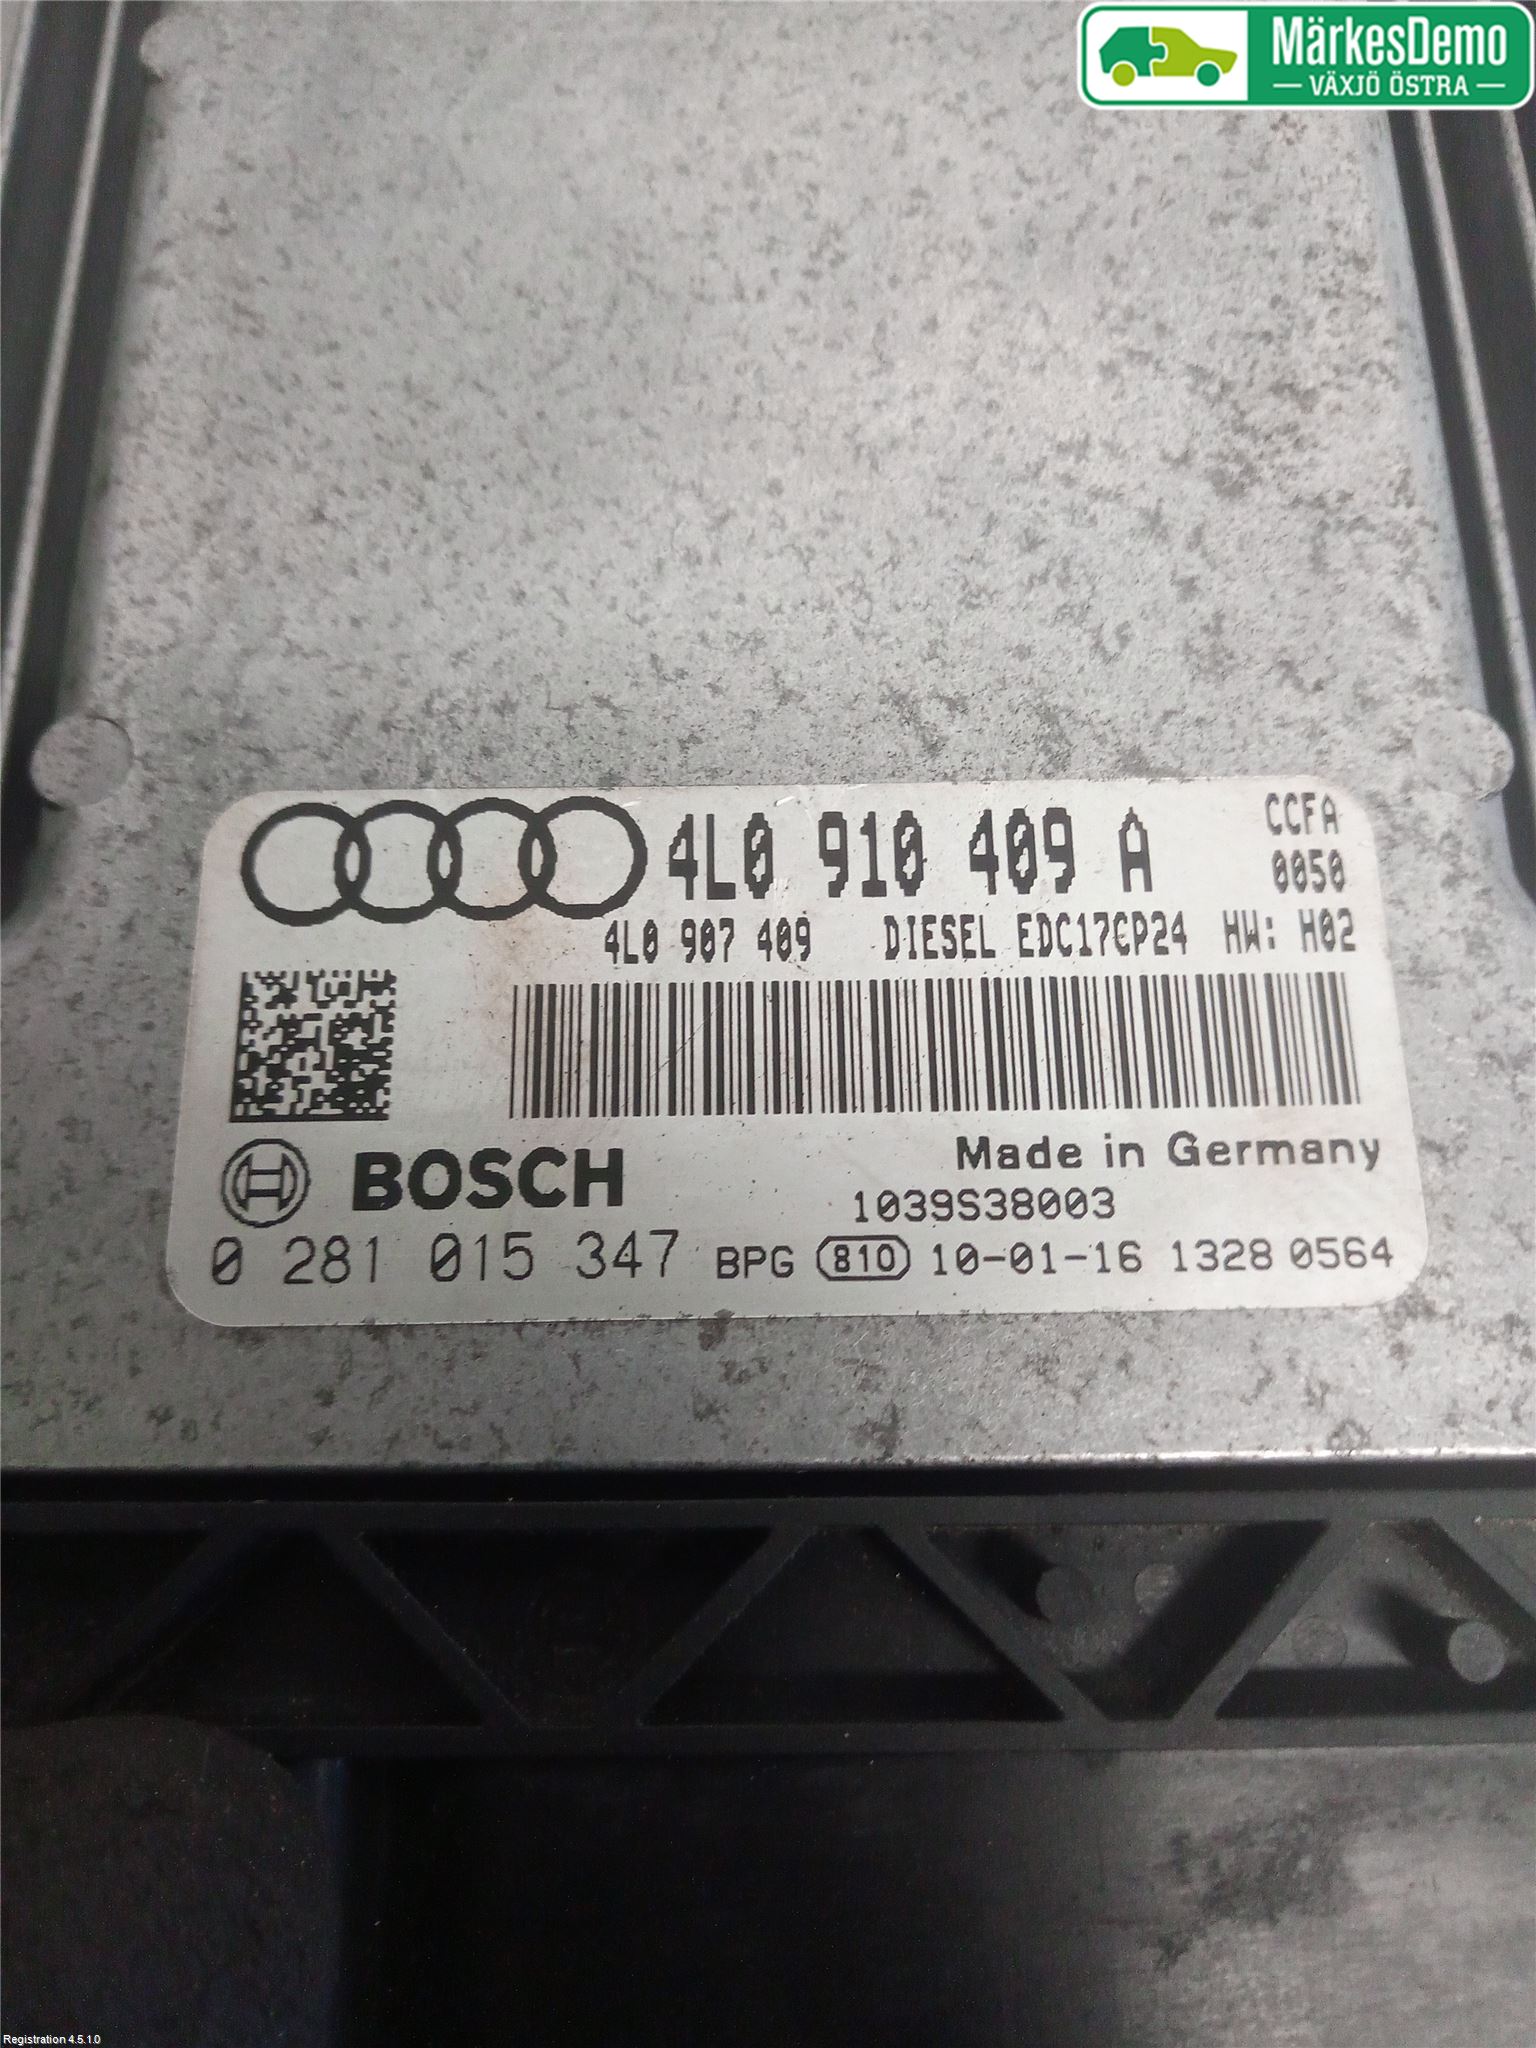 MärkesDemo
VÄXJÖ ÖSTRA
4L0 910 409 A
CCFA
0050
4L0 907 409 DIESEL EDC17CP24 HW: H02
BOSCH
Made in Germany
1039S38003
0 281 015 347 BPG 810 10-01-16 1328 0564
Registration 4.5.1.0